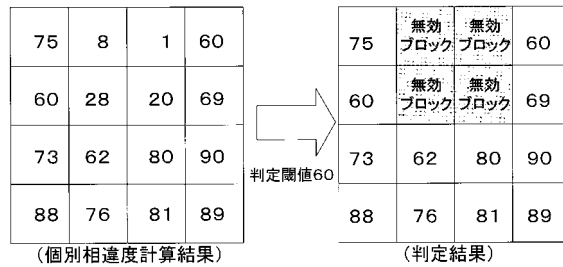 75 8 1 60
60 28 20 69
73 62 80 90
88 76 81 89
(個別相違度計算結果)
判定閾値60
75 無効ブロック 無効ブロック 60
60 無効ブロック 無効ブロック 69
73 62 80 90
88 76 81 89
(判定結果)